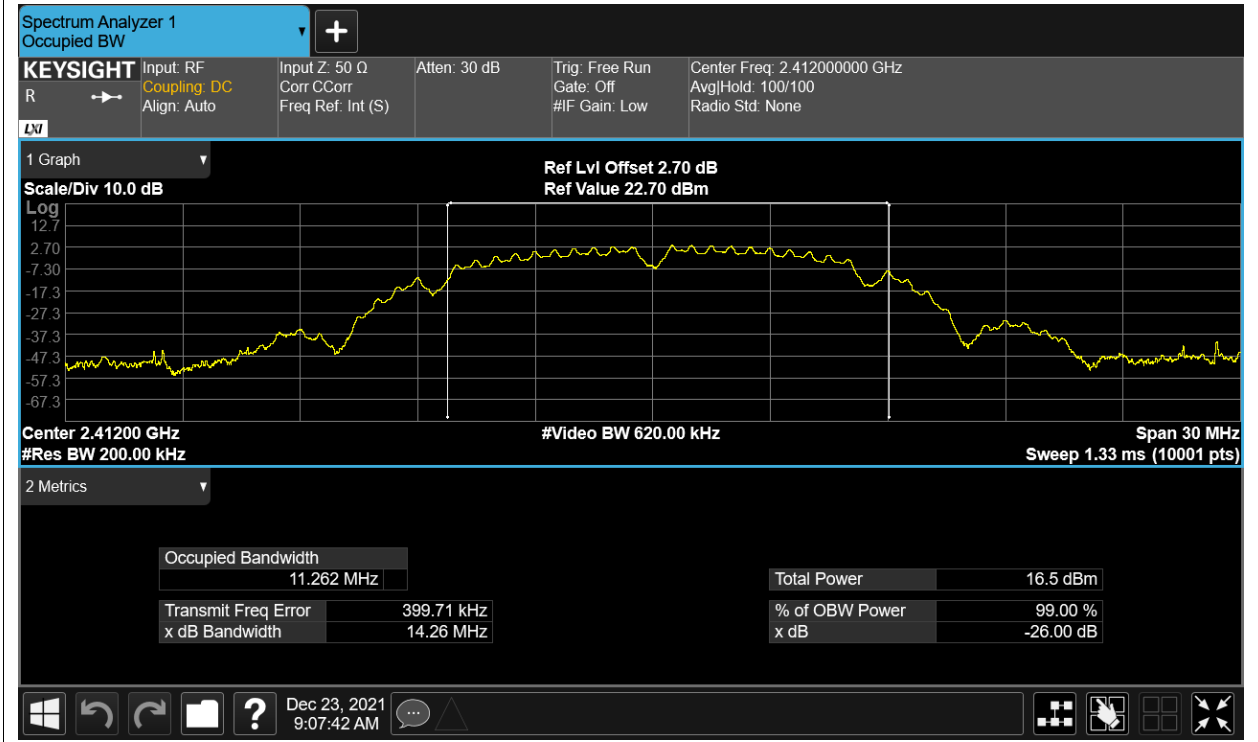 Spectrum Analyzer 1
Occupied BW
KEYSIGHT
R
LXI
Input: RF
Coupling: DC
Align: Auto
Input Z: 50 Ω
Corr CCorr
Freq Ref: Int (S)
Atten: 30 dB
Trig: Free Run
Gate: Off
#IF Gain: Low
Center Freq: 2.412000000 GHz
Avg|Hold: 100/100
Radio Std: None
1 Graph
Scale/Div 10.0 dB
Ref Lvl Offset 2.70 dB
Ref Value 22.70 dBm
Log
12.7
2.70
-7.30
-17.3
-27.3
-37.3
-47.3
-57.3
-67.3
Center 2.41200 GHz
#Video BW 620.00 kHz
Span 30 MHz
#Res BW 200.00 kHz
Sweep 1.33 ms (10001 pts)
2 Metrics
Occupied Bandwidth
11.262 MHz
Transmit Freq Error 399.71 kHz
x dB Bandwidth 14.26 MHz
Total Power 16.5 dBm
% of OBW Power 99.00 %
x dB -26.00 dB
?
Dec 23, 2021
9:07:42 AM